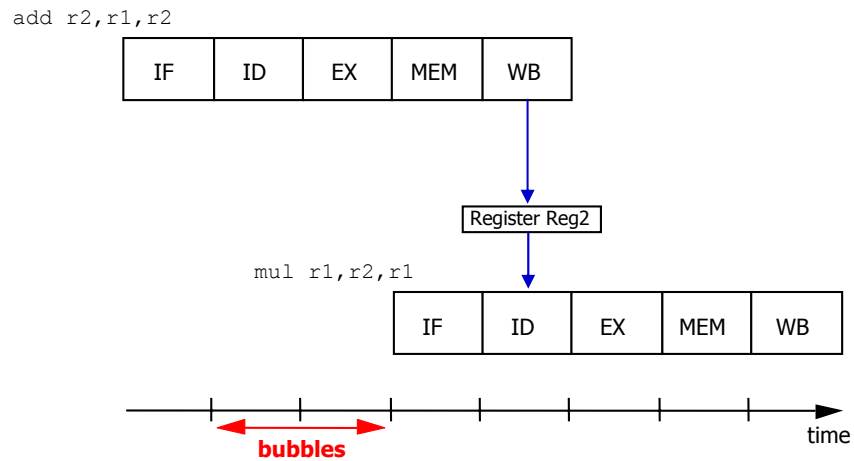 add r2,r1,r2
IF ID EX MEM WB
Register Reg2
mul r1,r2,r1
IF ID EX MEM WB
time
bubbles